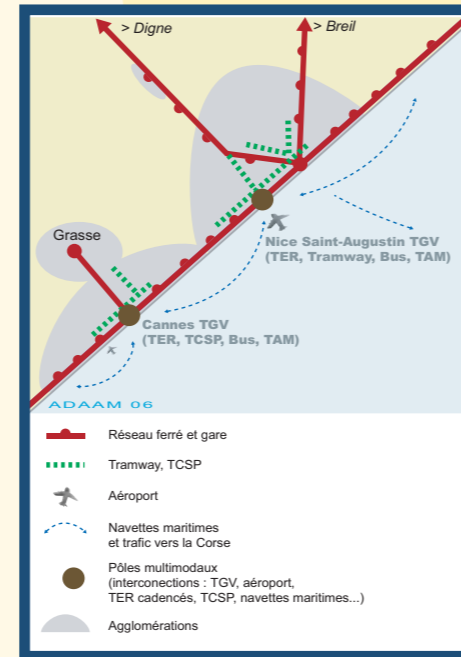 > Digne
> Breil
Grasse
Nice Saint-Augustin TGV
(TER, Tramway, Bus, TAM)
Cannes TGV
(TER, TCSP, Bus, TAM)
ADAAM 06
Réseau ferré et gare
Tramway, TCSP
Aéroport
Navettes maritimes
et trafic vers la Corse
Pôles multimodaux
(interconections : TGV, aéroport,
TER cadencés, TCSP, navettes maritimes...)
Agglomérations